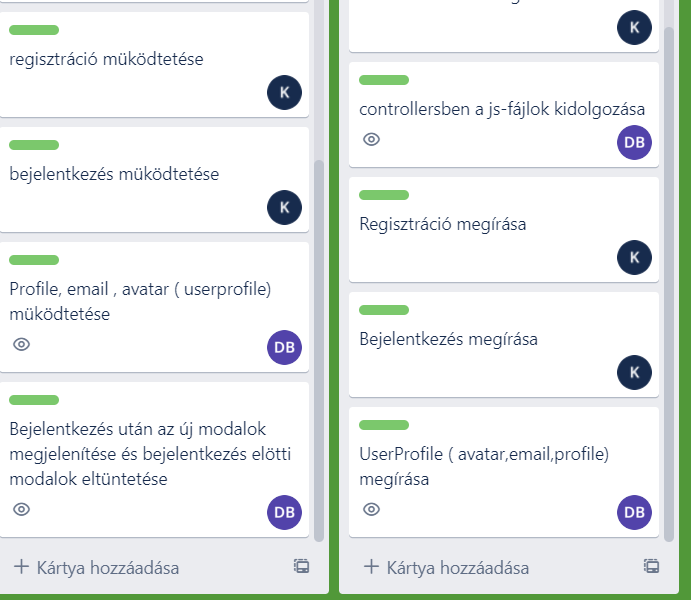 regisztráció müködtetése
K
bejelentkezés müködtetése
K
Profile, email , avatar ( userprofile)
müködtetése
DB
Bejelentkezés után az új modalok
megjelenítése és bejelentkezés elötti
modalok eltüntetése
DB
+ Kártya hozzáadása
K
controllersben a js-fájlok kidolgozása
DB
Regisztráció megírása
K
Bejelentkezés megírása
K
UserProfile ( avatar,email,profile)
megírása
DB
+ Kártya hozzáadása